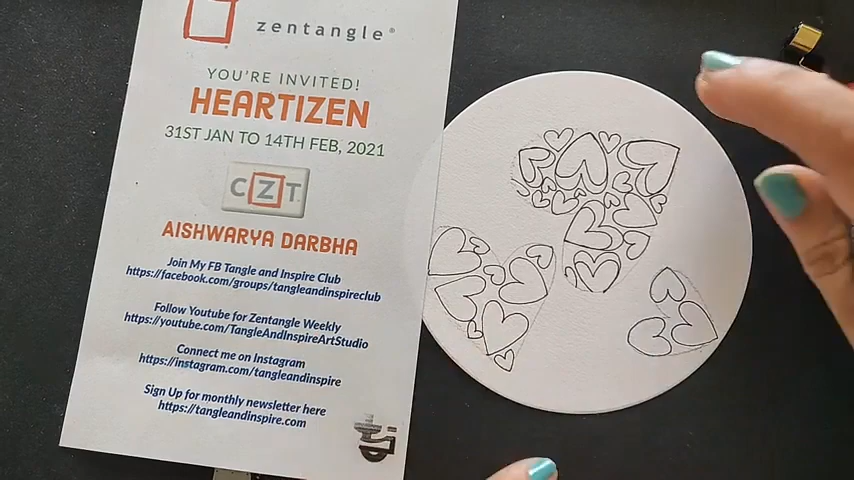 zentangle®
YOU'RE INVITED!
HEARTIZEN
31ST JAN TO 14TH FEB, 2021
CZT
AISHWARYA DARBHA
Join My FB Tangle and Inspire Club
https://facebook.com/groups/tangleandinspireclub
Follow Youtube for Zentangle Weekly
https://youtube.com/TangleAndInspireArtStudio
Connect me on Instagram
https://instagram.com/tangleandinspire
Sign Up for monthly newsletter here
https://tangleandinspire.com